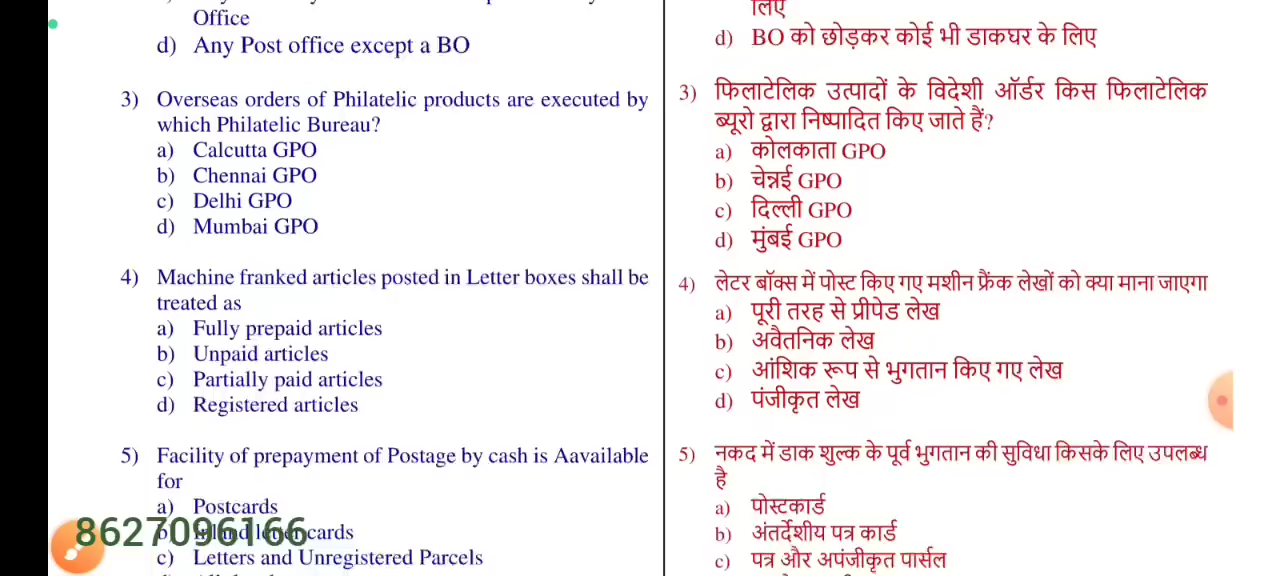 Office
d) Any Post office except a BO
3) Overseas orders of Philatelic products are executed by
which Philatelic Bureau?
a) Calcutta GPO
b) Chennai GPO
c) Delhi GPO
d) Mumbai GPO
4) Machine franked articles posted in Letter boxes shall be
treated as
a) Fully prepaid articles
b) Unpaid articles
c) Partially paid articles
d) Registered articles
5) Facility of prepayment of Postage by cash is Aavailable
for
a) Postcards
b) Inland letter cards
c) Letters and Unregistered Parcels
8627096166
लिए
d) BO को छोड़कर कोई भी डाकघर के लिए
3) फिलाटेलिक उत्पादों के विदेशी ऑर्डर किस फिलाटेलिक
ब्यूरो द्वारा निष्पादित किए जाते हैं?
a) कोलकाता GPO
b) चेन्नई GPO
c) दिल्ली GPO
d) मुंबई GPO
4) लेटर बॉक्स में पोस्ट किए गए मशीन फ्रैंक लेखों को क्या माना जाएगा
a) पूरी तरह से प्रीपेड लेख
b) अवैतनिक लेख
c) आंशिक रूप से भुगतान किए गए लेख
d) पंजीकृत लेख
5) नकद में डाक शुल्क के पूर्व भुगतान की सुविधा किसके लिए उपलब्ध
है
a) पोस्टकार्ड
b) अंतर्देशीय पत्र कार्ड
c) पत्र और अपंजीकृत पार्सल